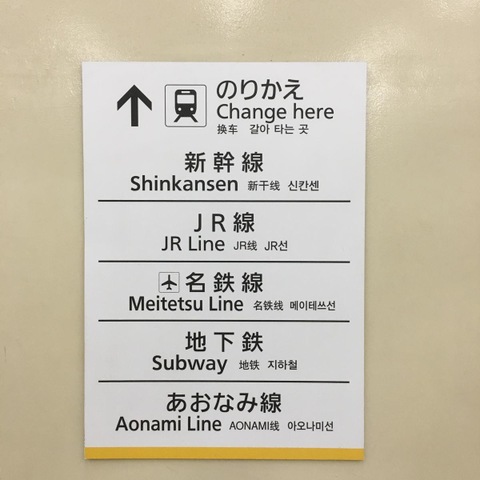 のりかえ
Change here
换车 갈아 타는 곳
新幹線
Shinkansen 新干线 신칸센
JR線
JR Line JR线 JR선
名鉄線
Meitetsu Line 名铁线 메이테쓰선
地下鉄
Subway 地铁 지하철
あおなみ線
Aonami Line AONAMI线 아오나미선